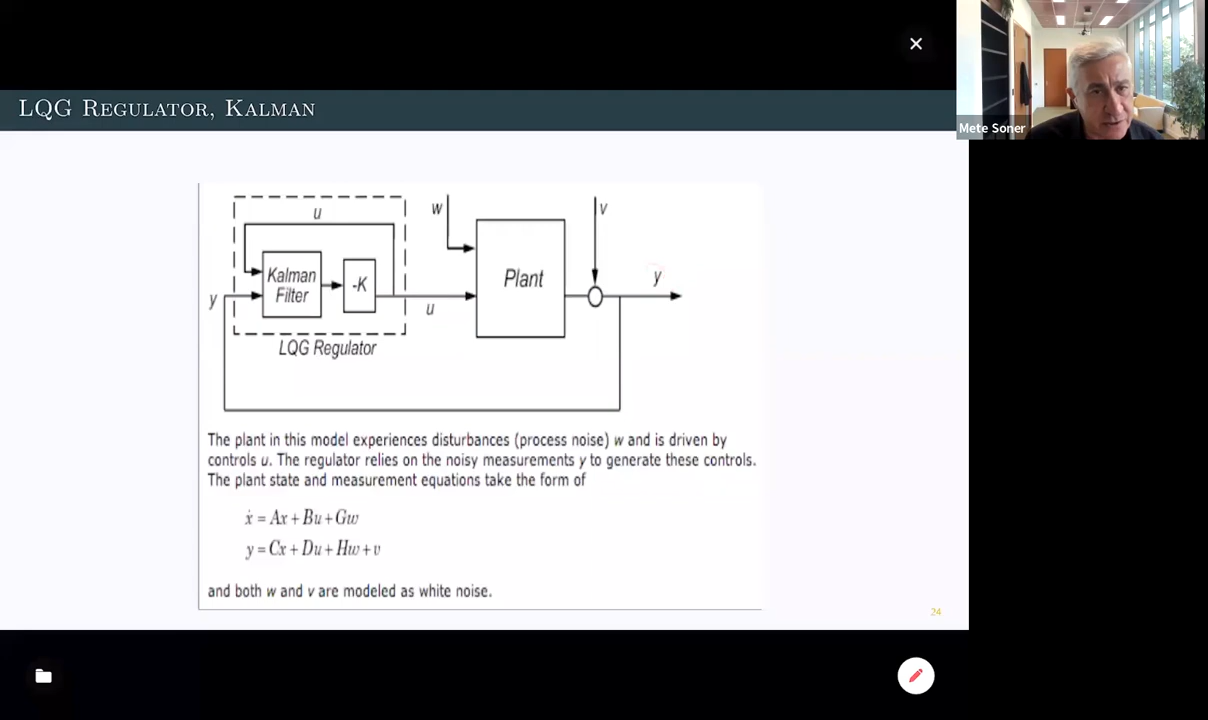 LQG Regulator, Kalman
Mete Soner
u
w
v
Kalman
Filter
-K
Plant
y
y
u
LQG Regulator
The plant in this model experiences disturbances (process noise) w and is driven by
controls u. The regulator relies on the noisy measurements y to generate these controls.
The plant state and measurement equations take the form of
ẋ = Ax + Bu + Gw
y = Cx + Du + Hw + v
and both w and v are modeled as white noise.
24